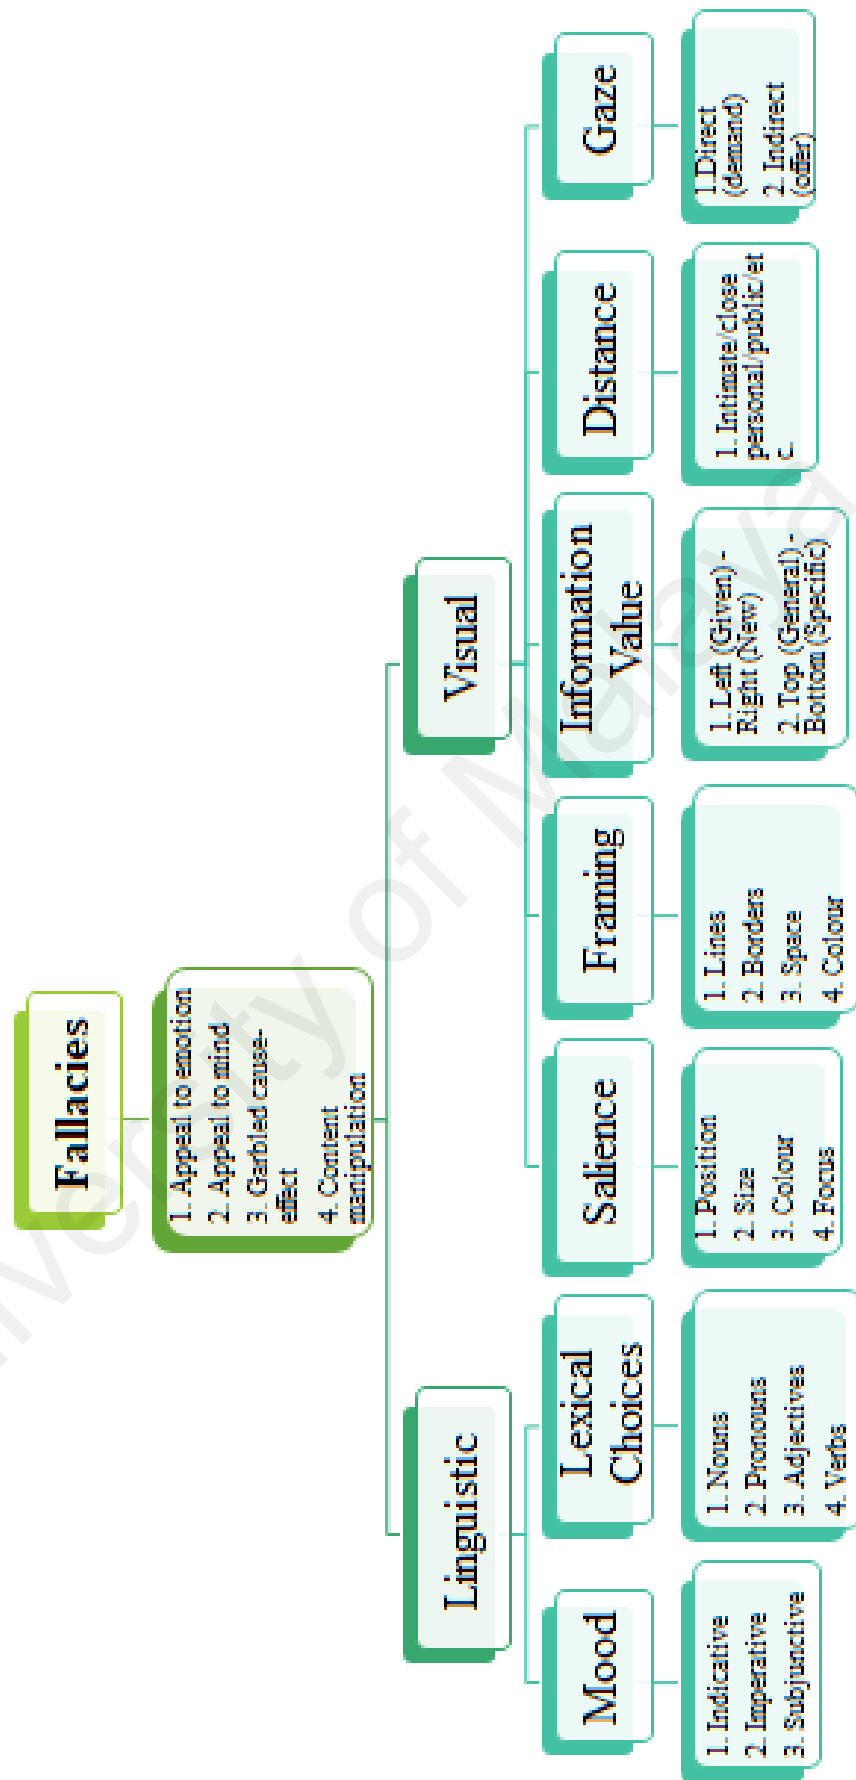 Fallacies
1. Appeal to emotion
2. Appeal to mind
3. Garbled cause-
effect
4. Content
manipulation
Linguistic
Visual
Mood
Lexical
Choices
Salience
Framing
Information
Value
Distance
Gaze
1. Indicative
2. Imperative
3. Subjunctive
1. Nouns
2. Pronouns
3. Adjectives
4. Verbs
1. Position
2. Size
3. Colour
4. Focus
1. Lines
2. Borders
3. Space
4. Colour
1. Left (Given) -
Right (New)
2. Top (General) -
Bottom (Specific)
1. Intimate/close
personal/public/et
c.
1.Direct
(demand)
2. Indirect
(offer)
University of Malaya